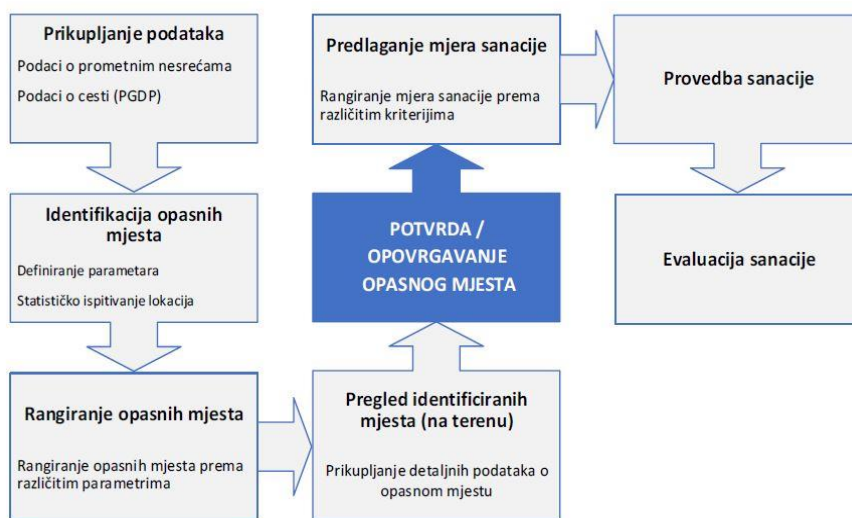 Prikupljanje podataka
Podaci o prometnim nesrećama
Podaci o cesti (PGDP)
Identifikacija opasnih
mjesta
Definiranje parametara
Statističko ispitivanje lokacija
Rangiranje opasnih mjesta
Rangiranje opasnih mjesta prema
različitim parametrima
Pregled identificiranih
mjesta (na terenu)
Prikupljanje detaljnih podataka o
opasnom mjestu
POTVRDA /
OPOVRGAVANJE
OPASNOG MJESTA
Predlaganje mjera sanacije
Rangiranje mjera sanacije prema
različitim kriterijima
Provedba sanacije
Evaluacija sanacije